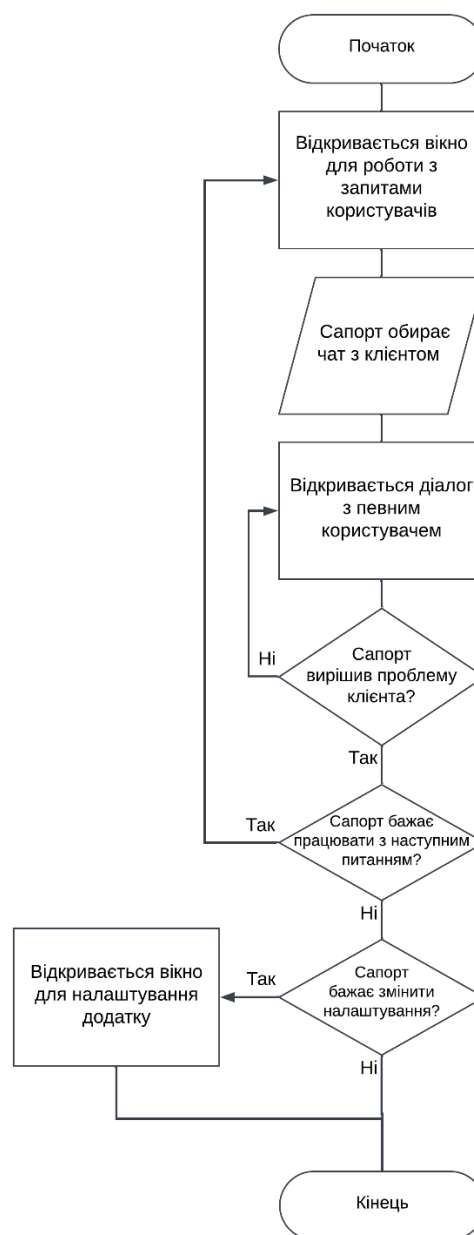 Початок
Відкривається вікно
для роботи з
запитами
користувачів
Сапорт обирає
чат з клієнтом
Відкривається діалог
з певним
користувачем
Ні
Сапорт
вирішив проблему
клієнта?
Так
Так
Сапорт бажає
працювати з наступним
питанням?
Ні
Відкривається вікно
для налаштування
додатку
Так
Сапорт
бажає змінити
налаштування?
Ні
Кінець